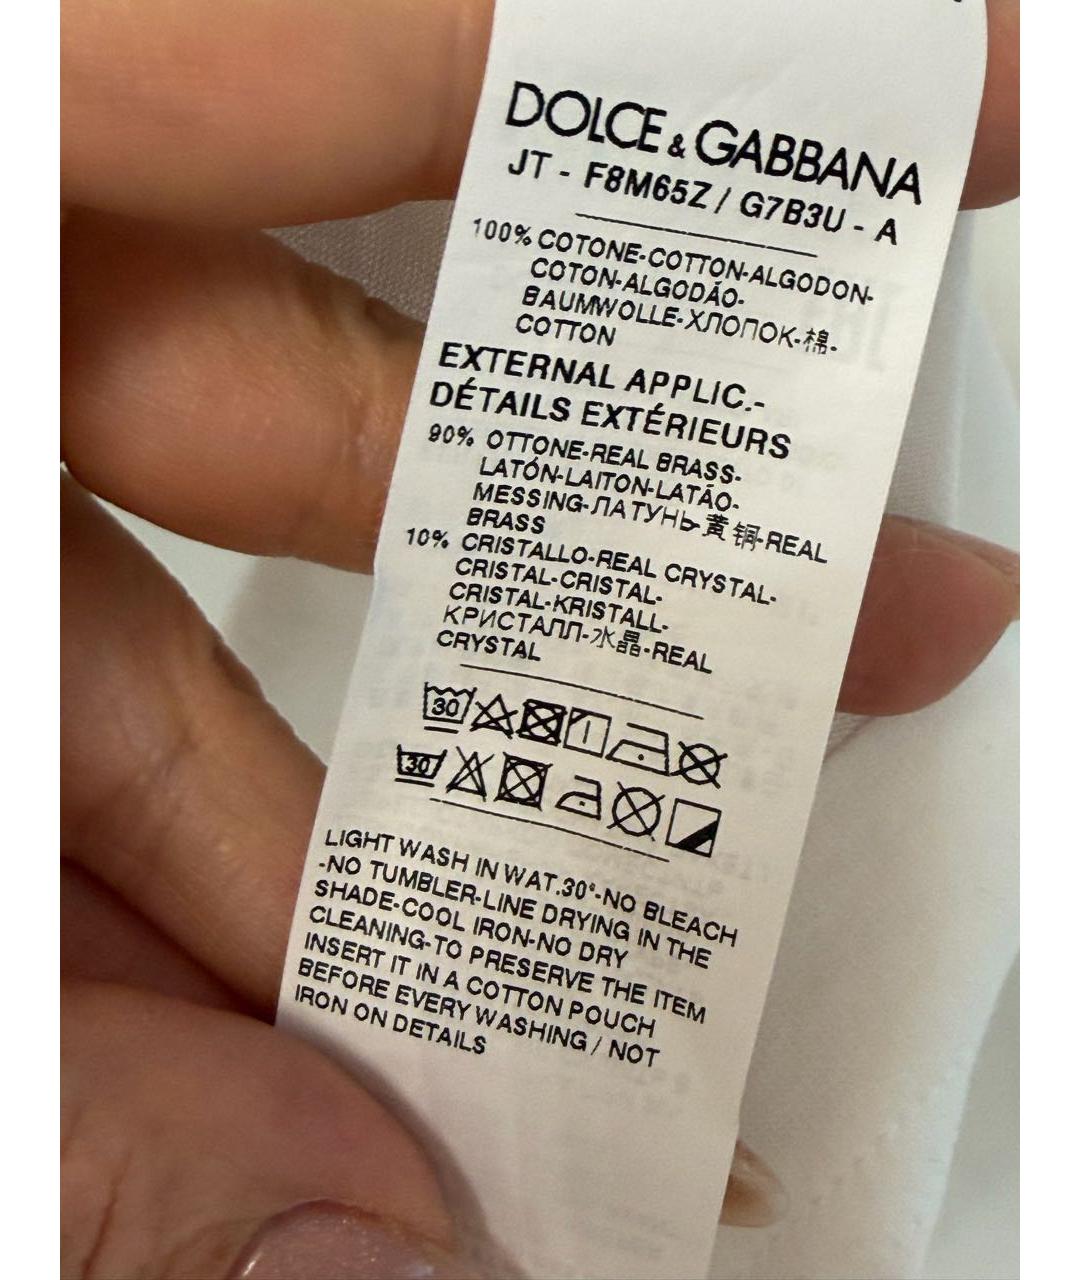 DOLCE & GABBANA
JT - F8M65Z / G7B3U - A
100% COTONE-COTTON-ALGODON-
COTON-ALGODÃO-
BAUMWOLLE-ХЛОПОК-棉-
COTTON
EXTERNAL APPLIC.-
DÉTAILS EXTÉRIEURS
90% OTTONE-REAL BRASS-
LATÓN-LAITON-LATÃO-
MESSING-ЛАТУНЬ-黄铜-REAL
BRASS
10% CRISTALLO-REAL CRYSTAL-
CRISTAL-CRISTAL-
CRISTAL-KRISTALL-
КРИСТАЛЛ-水晶-REAL
CRYSTAL
30
30
LIGHT WASH IN WAT.30°-NO BLEACH
-NO TUMBLER-LINE DRYING IN THE
SHADE-COOL IRON-NO DRY
CLEANING-TO PRESERVE THE ITEM
INSERT IT IN A COTTON POUCH
BEFORE EVERY WASHING / NOT
IRON ON DETAILS